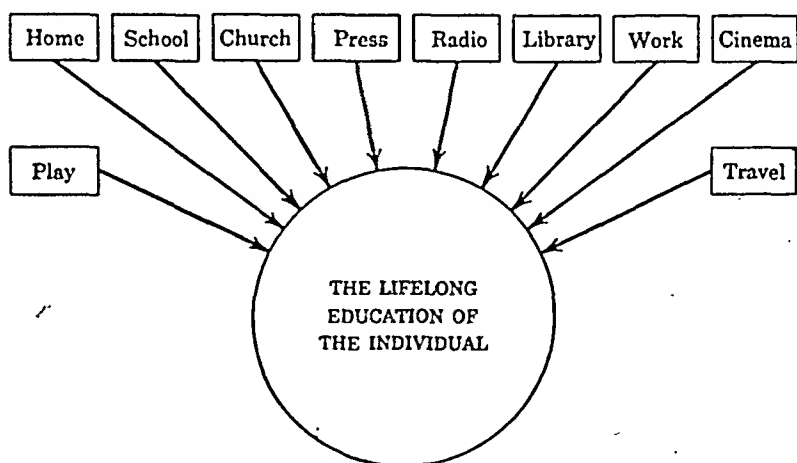 Home School Church Press Radio Library Work Cinema
Play Travel
THE LIFELONG
EDUCATION OF
THE INDIVIDUAL